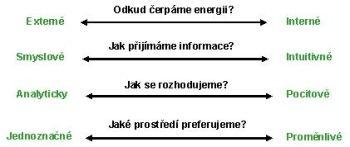 Odkud čerpáme energii?
Externě Interně
Jak přijímáme informace?
Smyslově Intuitivně
Jak se rozhodujeme?
Analyticky Pocitově
Jaké prostředí preferujeme?
Jednoznačné Proměnlivé